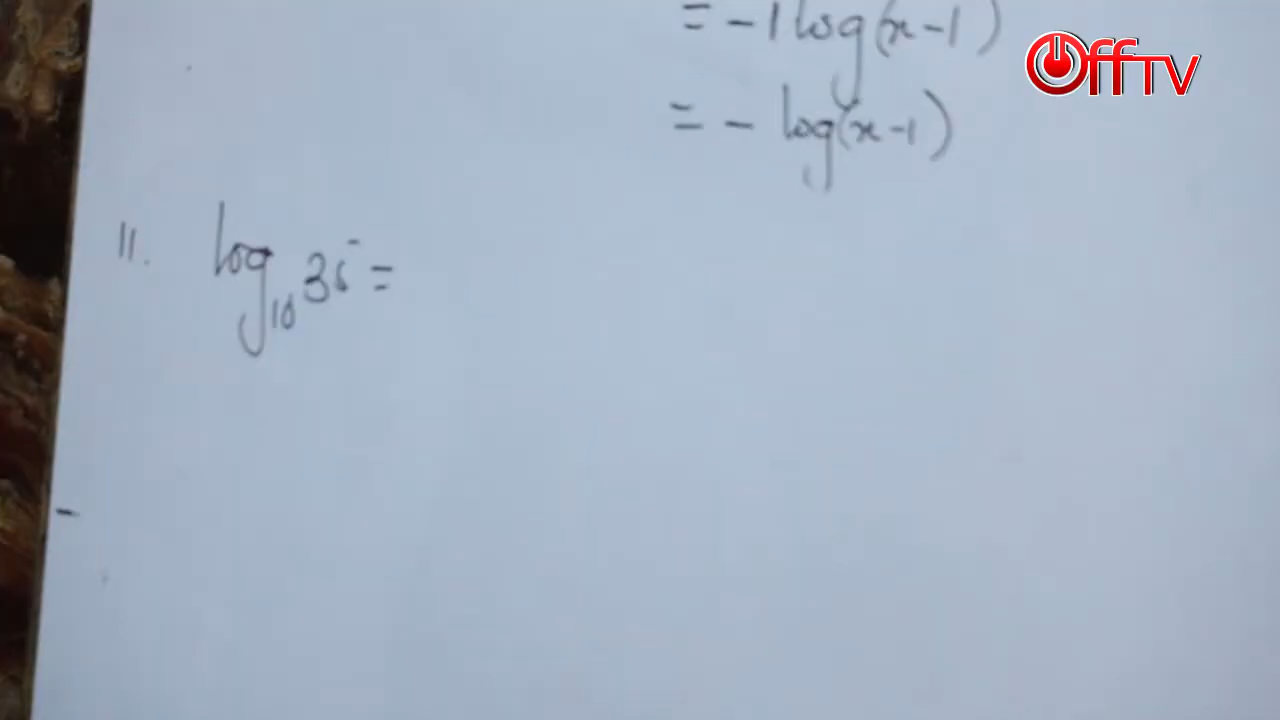 = -1 log(x-1)
OFFTV
= - log(x-1)
11. log₁₀ 35 =
-